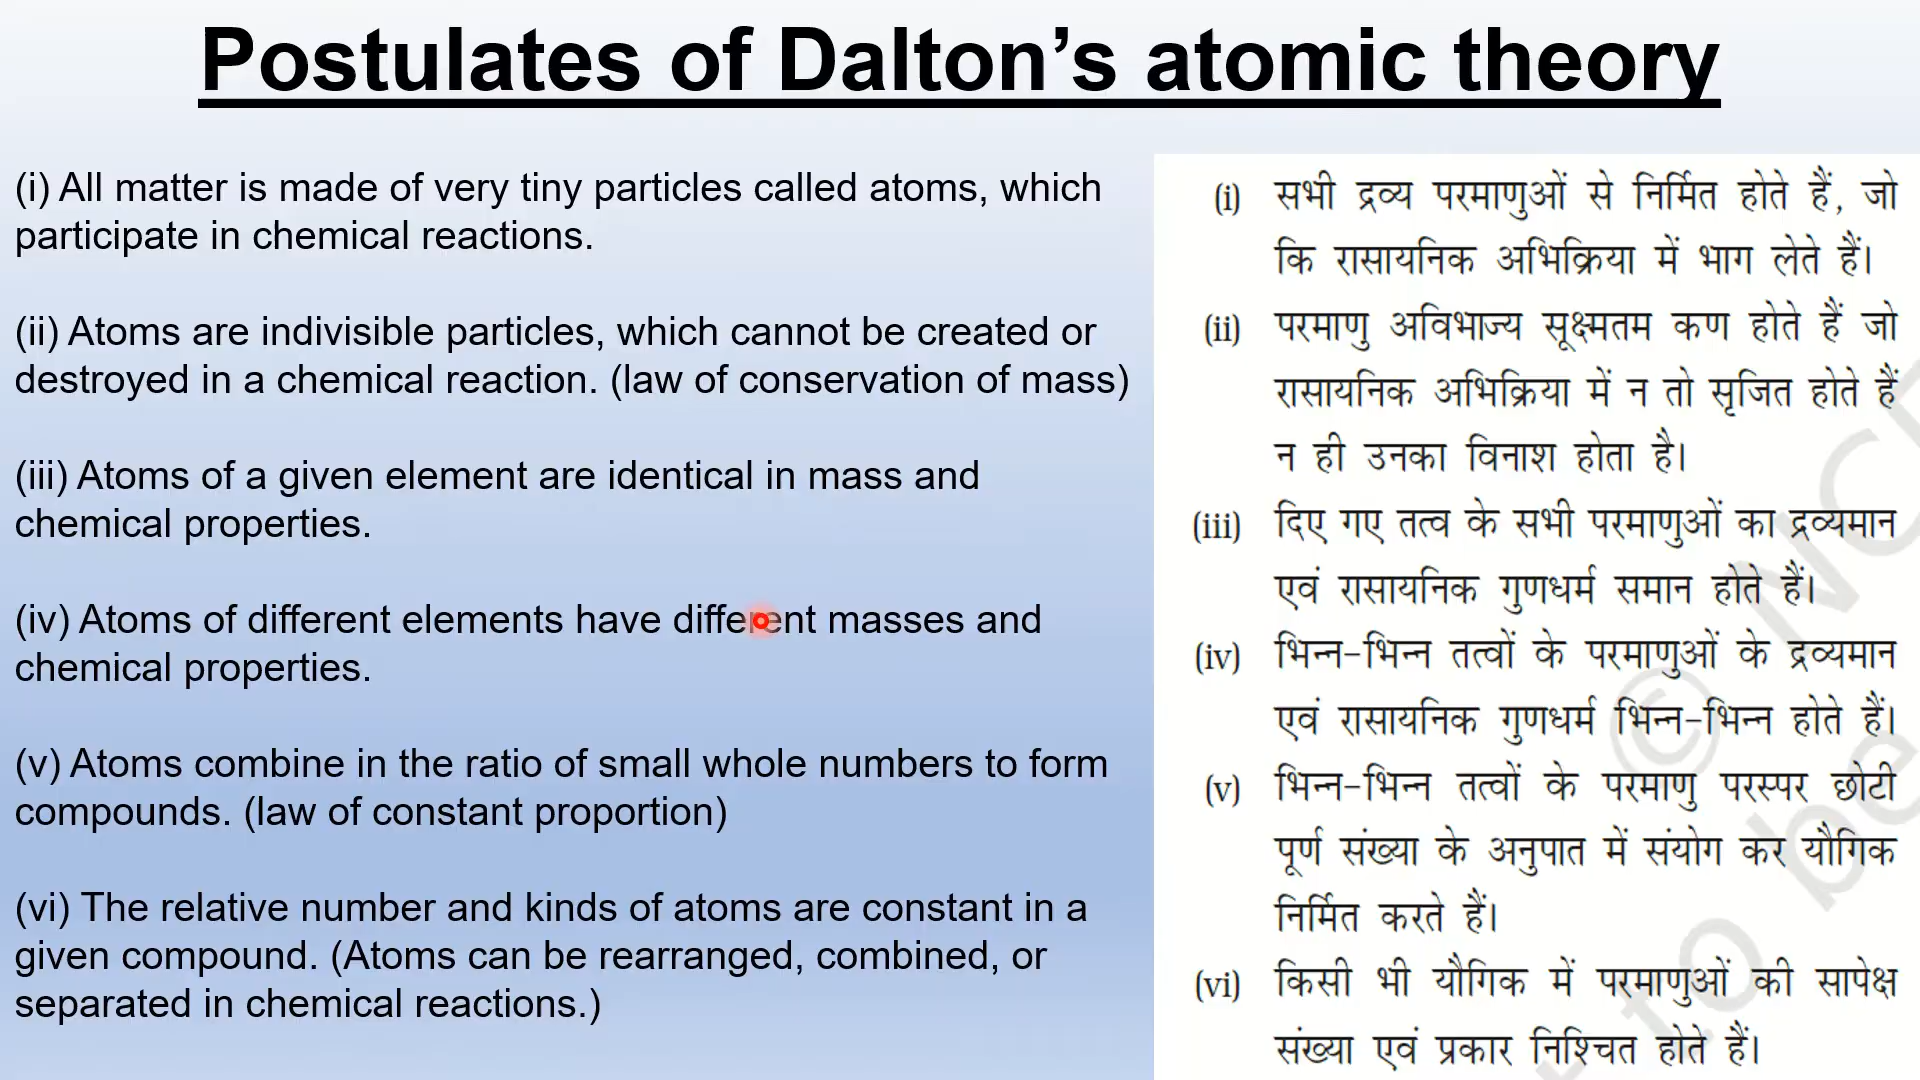 Postulates of Dalton’s atomic theory
(i) All matter is made of very tiny particles called atoms, which
participate in chemical reactions.
(ii) Atoms are indivisible particles, which cannot be created or
destroyed in a chemical reaction. (law of conservation of mass)
(iii) Atoms of a given element are identical in mass and
chemical properties.
(iv) Atoms of different elements have different masses and
chemical properties.
(v) Atoms combine in the ratio of small whole numbers to form
compounds. (law of constant proportion)
(vi) The relative number and kinds of atoms are constant in a
given compound. (Atoms can be rearranged, combined, or
separated in chemical reactions.)
(i) सभी द्रव्य परमाणुओं से निर्मित होते हैं, जो
कि रासायनिक अभिक्रिया में भाग लेते हैं।
(ii) परमाणु अविभाज्य सूक्ष्मतम कण होते हैं जो
रासायनिक अभिक्रिया में न तो सृजित होते हैं
न ही उनका विनाश होता है।
(iii) दिए गए तत्व के सभी परमाणुओं का द्रव्यमान
एवं रासायनिक गुणधर्म समान होते हैं।
(iv) भिन्न-भिन्न तत्वों के परमाणुओं के द्रव्यमान
एवं रासायनिक गुणधर्म भिन्न-भिन्न होते हैं।
(v) भिन्न-भिन्न तत्वों के परमाणु परस्पर छोटी
पूर्ण संख्या के अनुपात में संयोग कर यौगिक
निर्मित करते हैं।
(vi) किसी भी यौगिक में परमाणुओं की सापेक्ष
संख्या एवं प्रकार निश्चित होते हैं।
to be